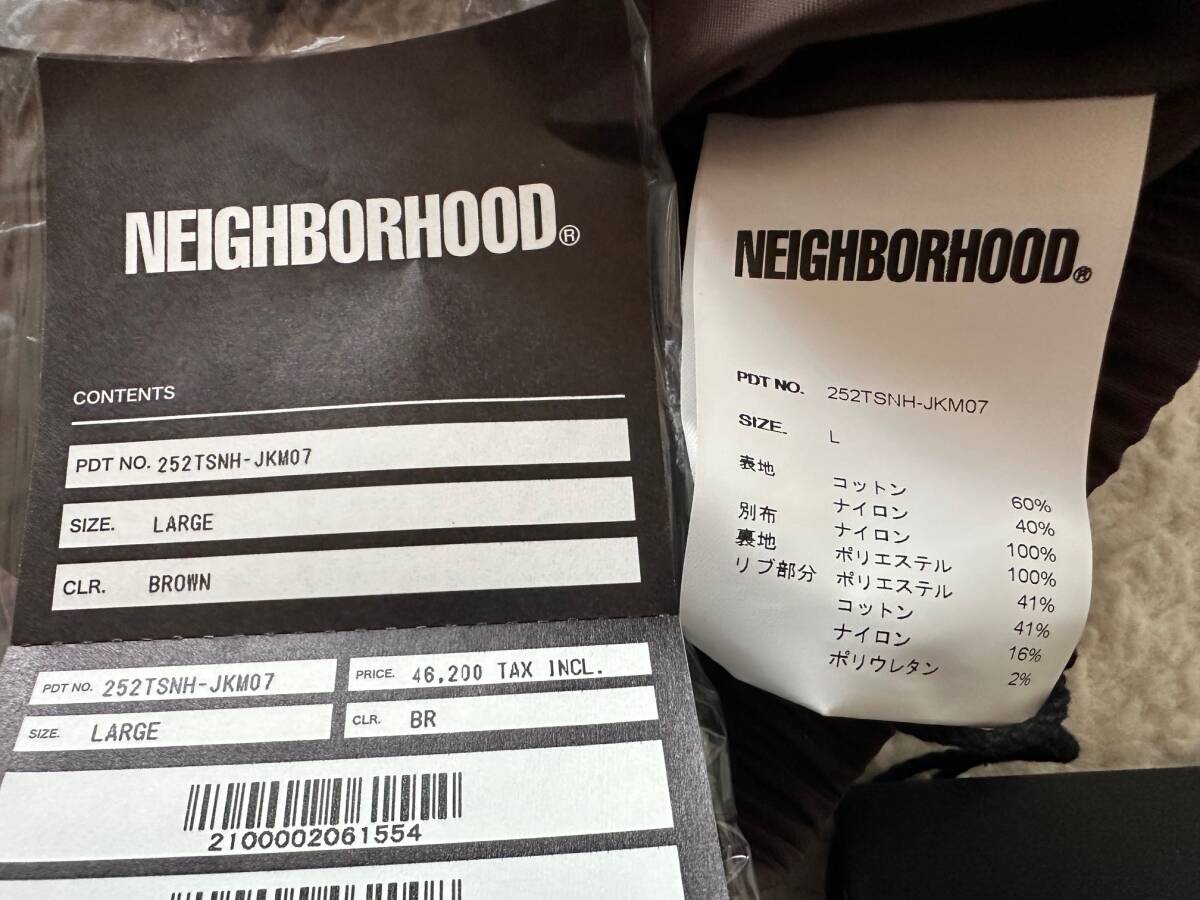 NEIGHBORHOOD®
CONTENTS
PDT NO. 252TSNH-JKM07
SIZE. LARGE
CLR. BROWN
PDT NO. 252TSNH-JKM07
PRICE. 46,200 TAX INCL.
SIZE. LARGE
CLR. BR
2100002061554
NEIGHBORHOOD®
PDT NO. 252TSNH-JKM07
SIZE. L
表地 コットン 60%
ナイロン 40%
別布 ナイロン 100%
裏地 ポリエステル 100%
リブ部分 ポリエステル 41%
コットン 41%
ナイロン 16%
ポリウレタン 2%